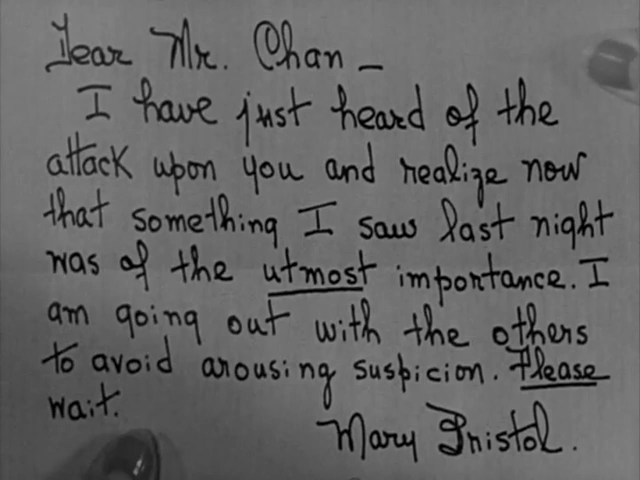 Dear Mr. Chan –
I have just heard of the
attack upon you and realize now
that something I saw last night
was of the utmost importance. I
am going out with the others
to avoid arousing suspicion. Please
wait.
Mary Bristol.